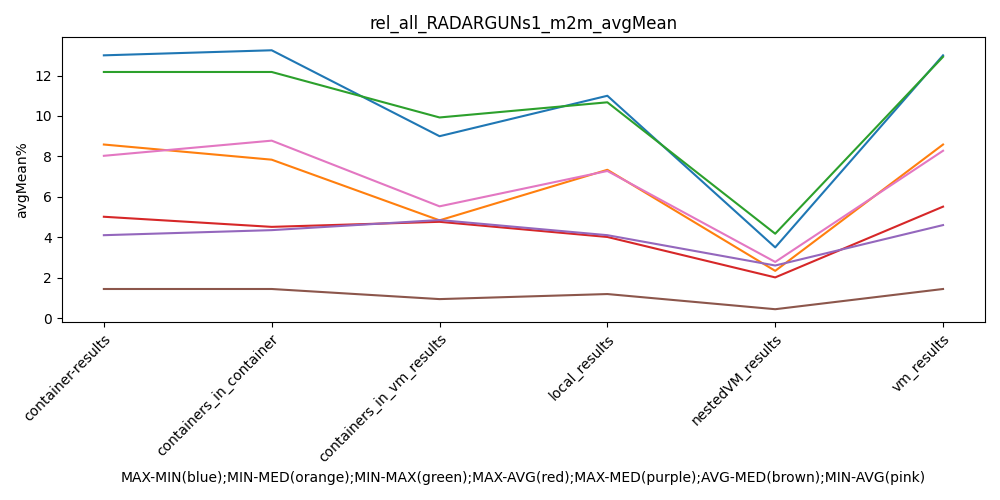 rel_all_RADARGUNs1_m2m_avgMean
avgMean%
12
10
8
6
4
2
0
container-results
containers_in_container
containers_in_vm_results
local_results
nestedVM_results
vm_results
MAX-MIN(blue);MIN-MED(orange);MIN-MAX(green);MAX-AVG(red);MAX-MED(purple);AVG-MED(brown);MIN-AVG(pink)